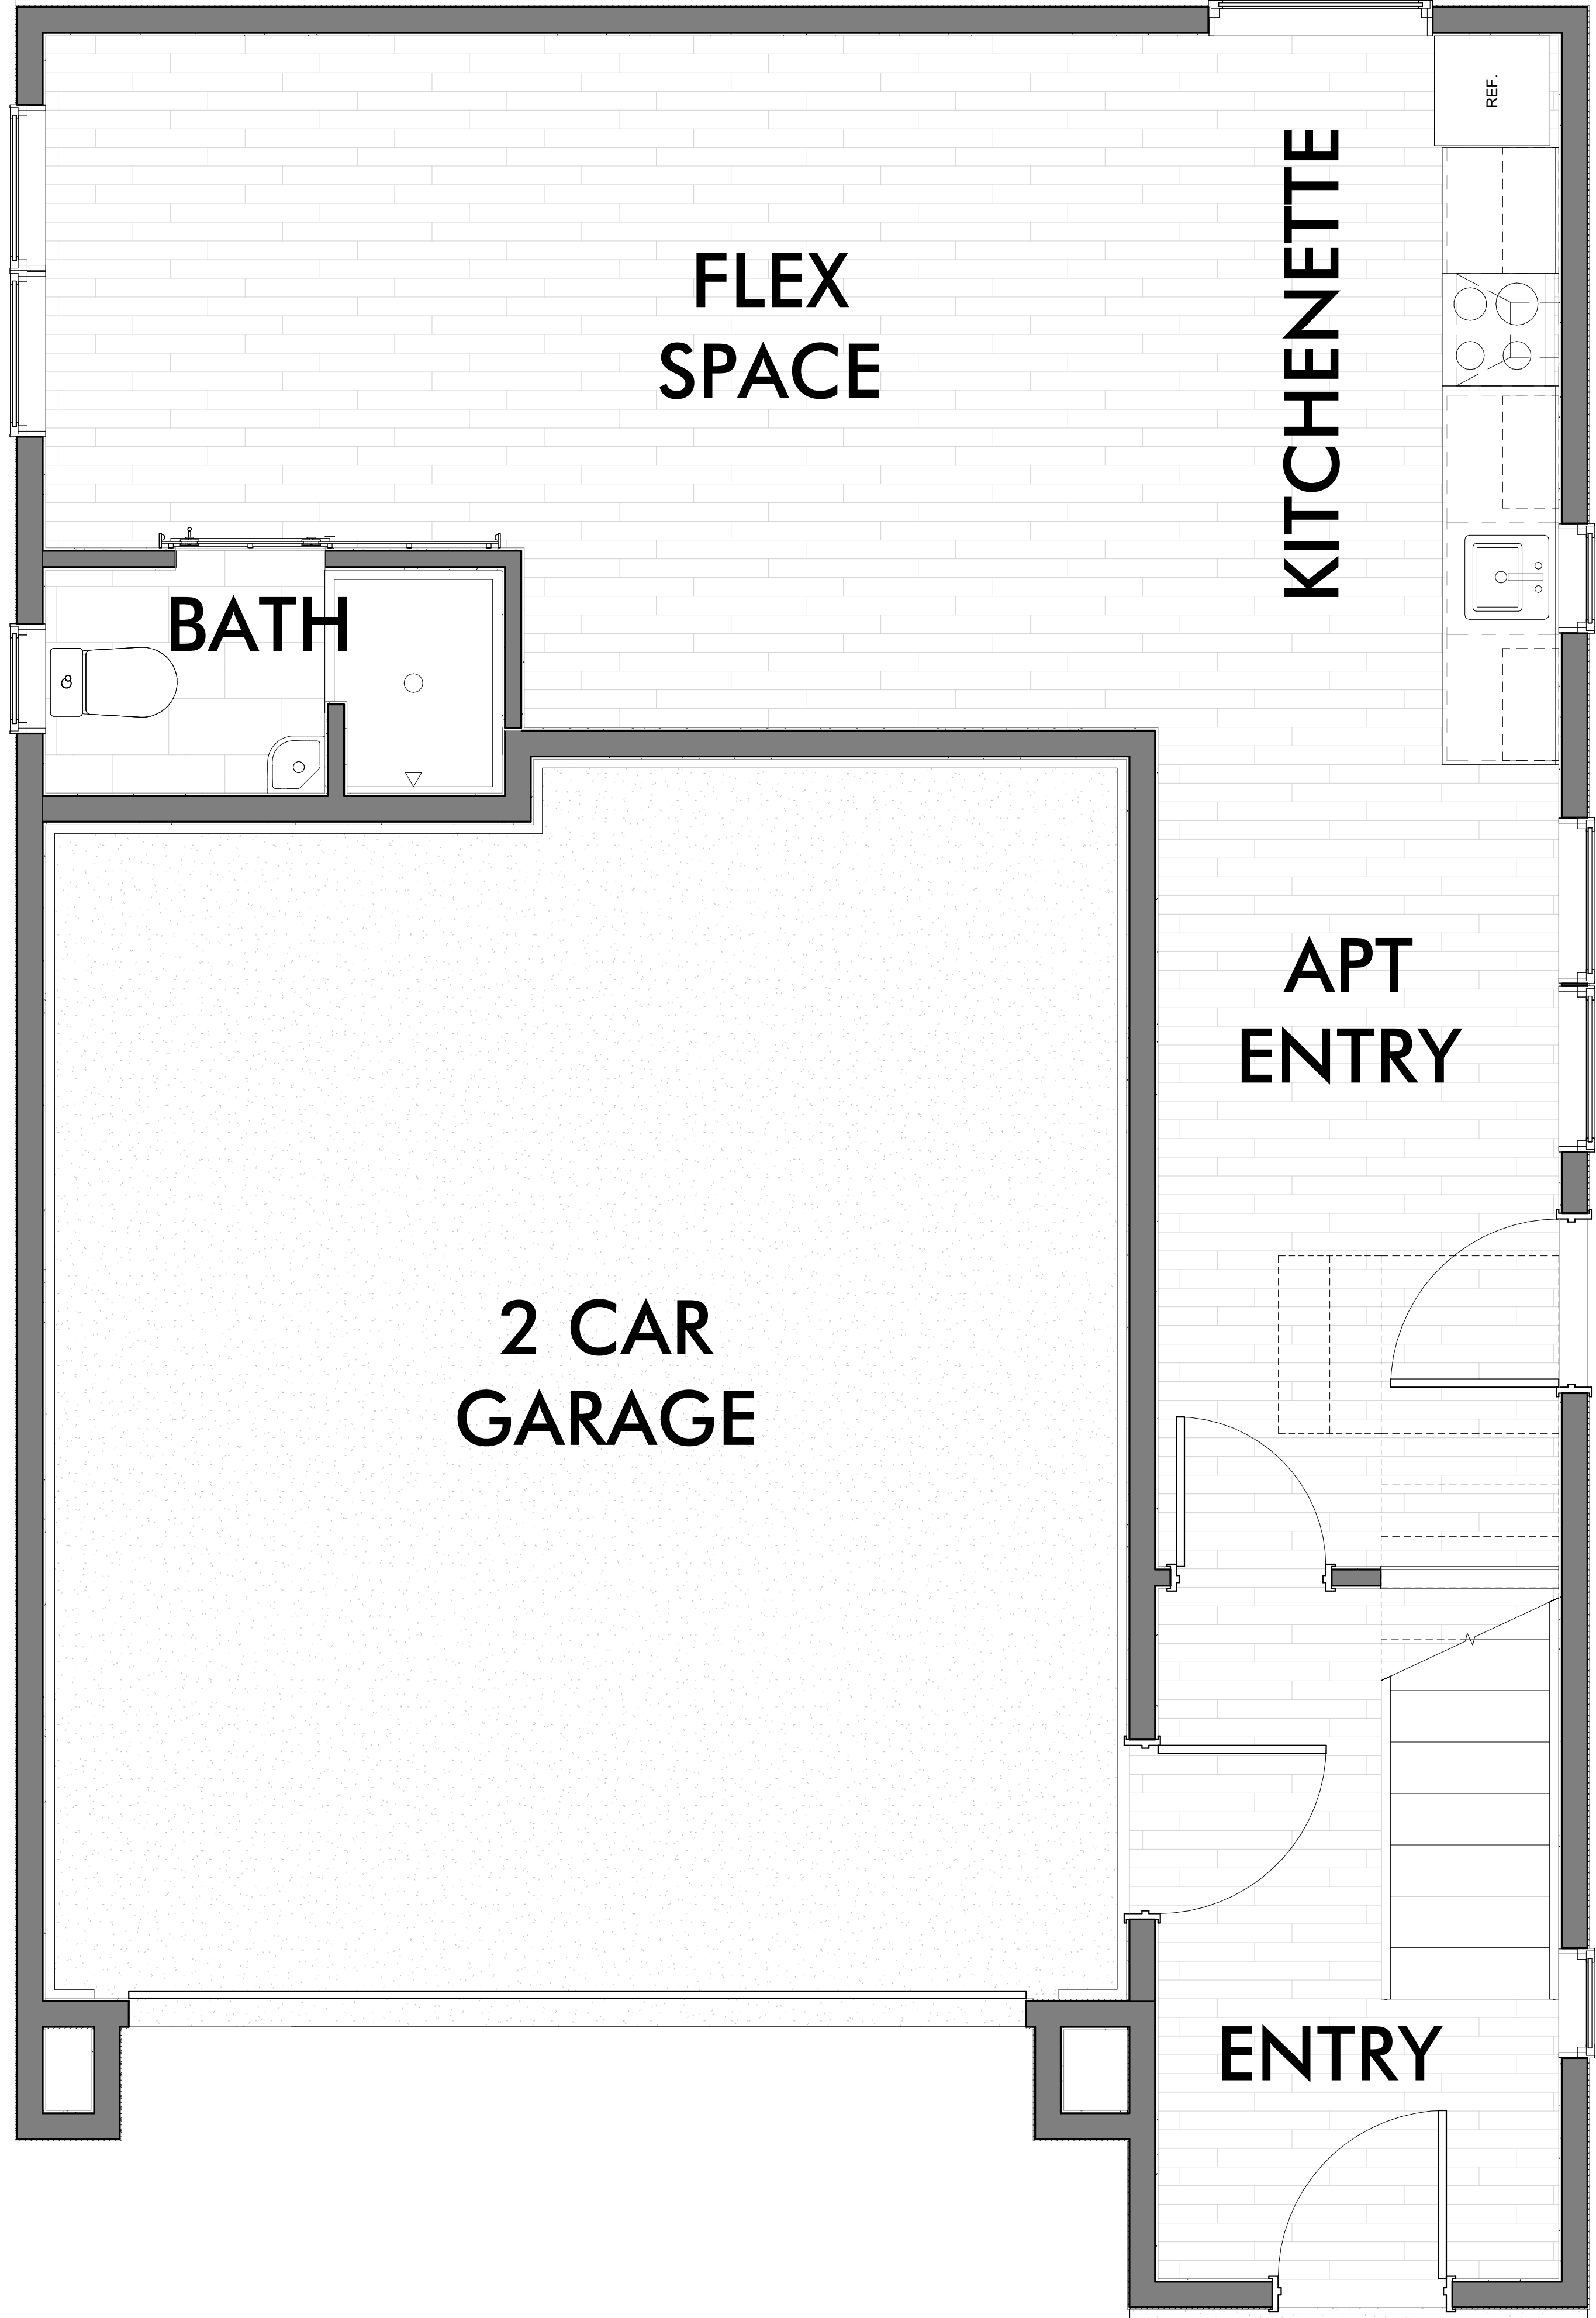 REF.
KITCHENETTE
FLEX
SPACE
BATH
APT
ENTRY
2 CAR
GARAGE
ENTRY